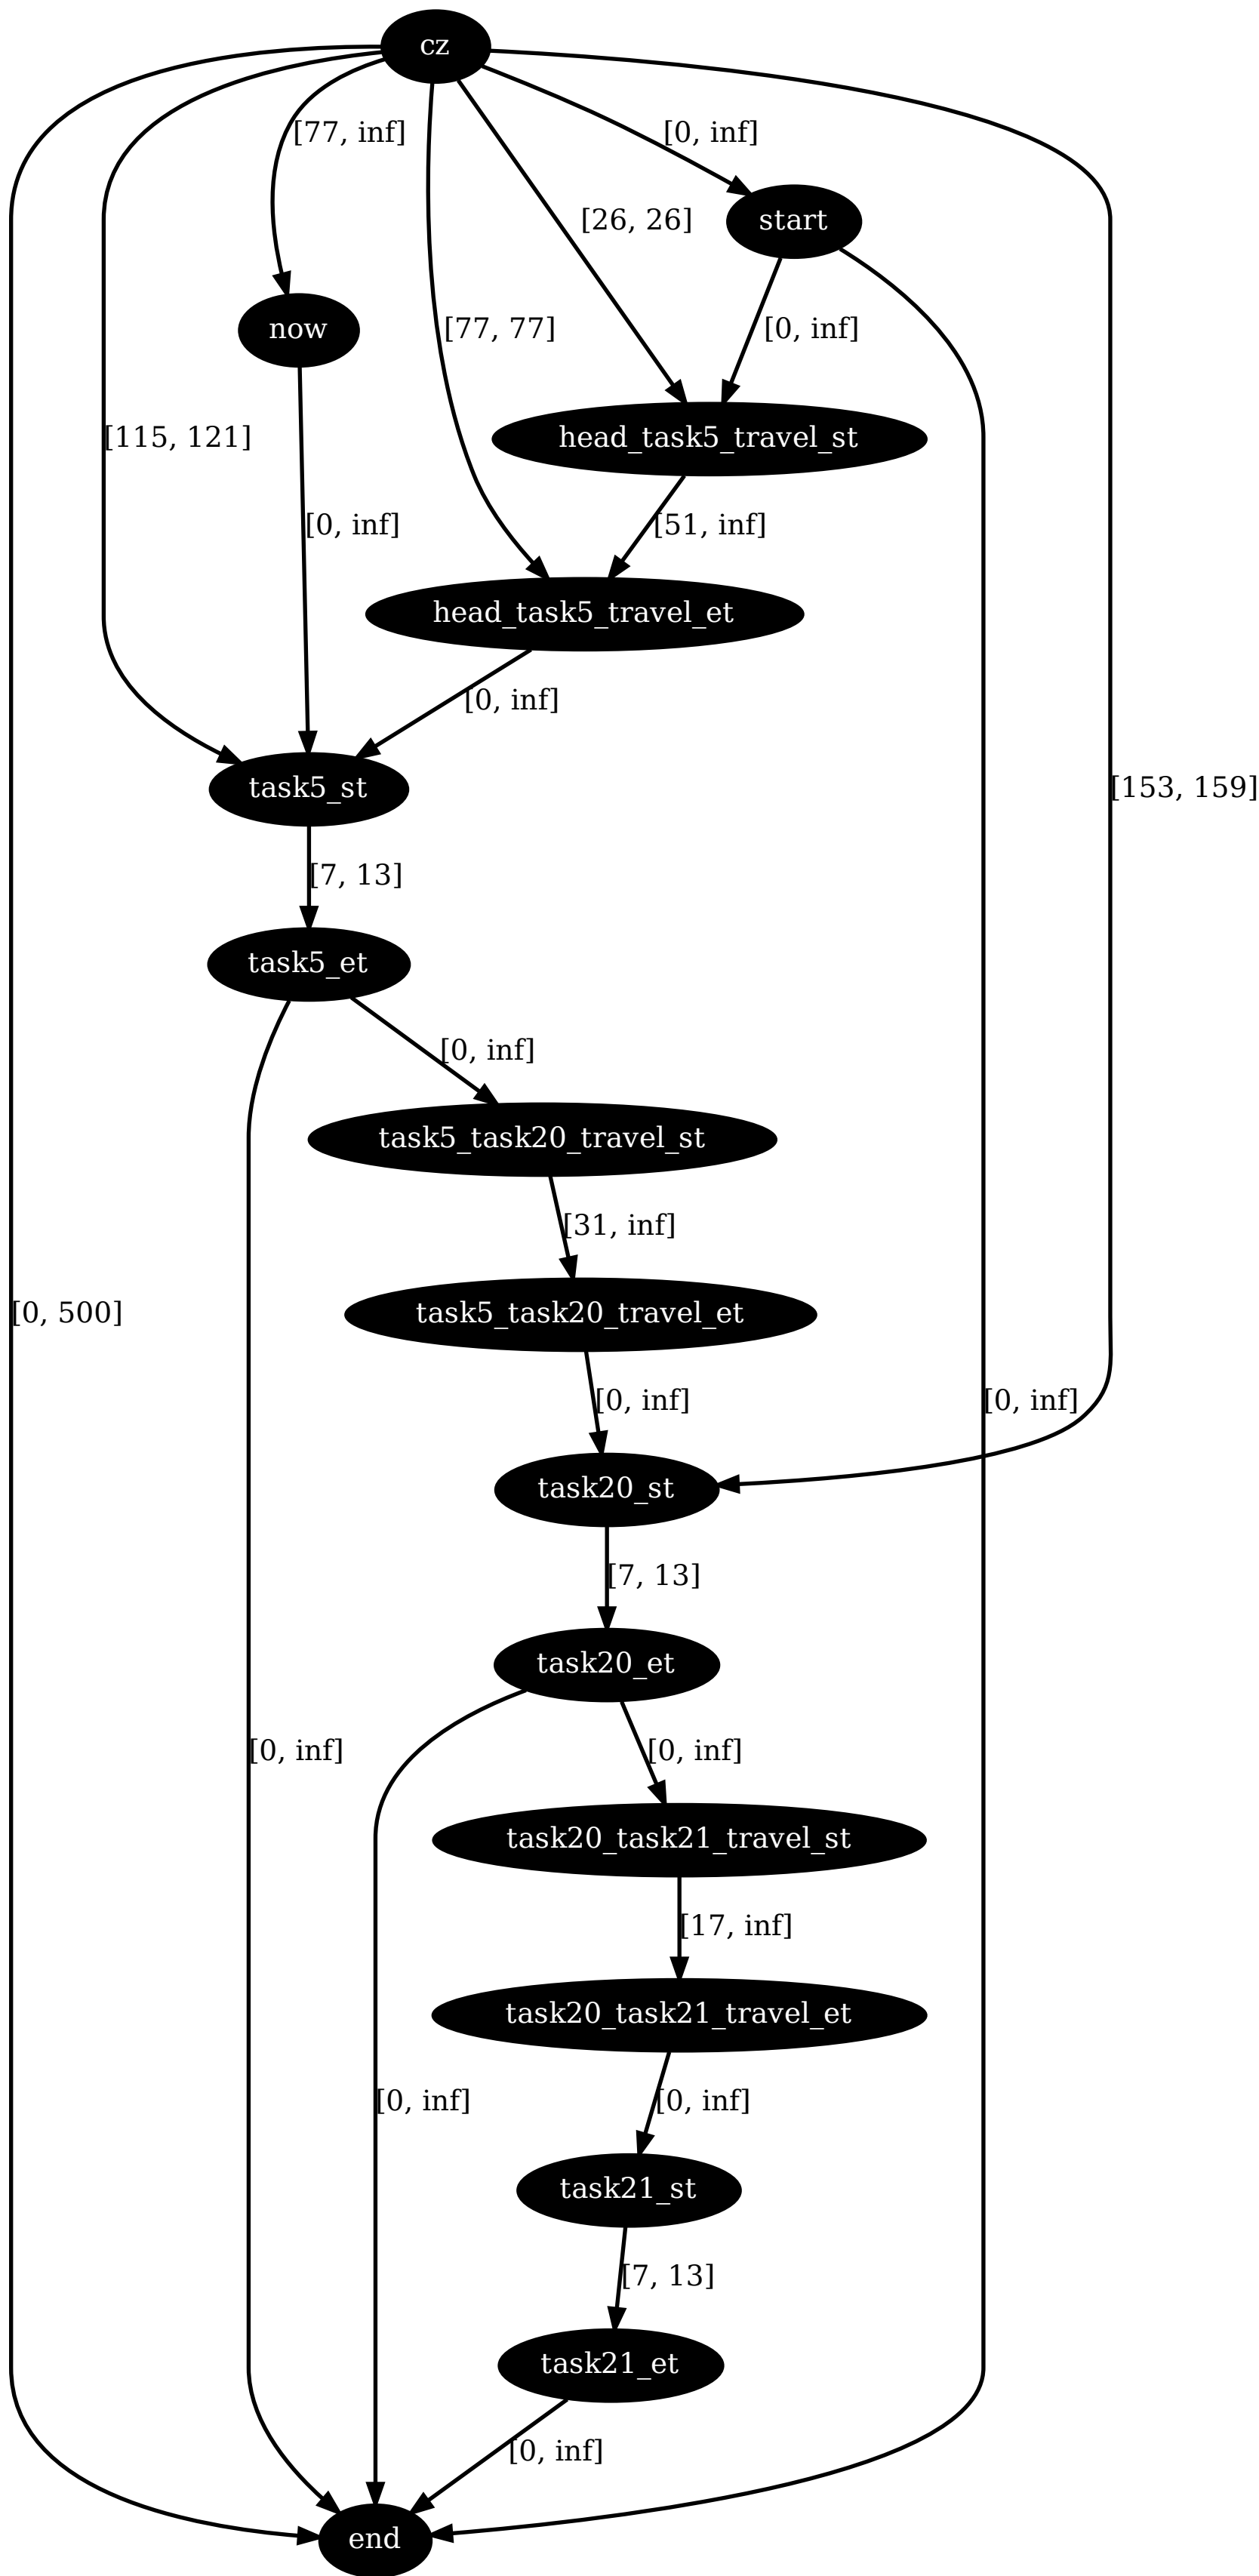 cz
[77, inf]
[0, inf]
start
[26, 26]
now
[77, 77]
[0, inf]
[115, 121]
head_task5_travel_st
[0, inf]
[51, inf]
head_task5_travel_et
[0, inf]
task5_st
[153, 159]
[7, 13]
task5_et
[0, inf]
task5_task20_travel_st
[31, inf]
[0, 500]
task5_task20_travel_et
[0, inf]
[0, inf]
task20_st
[7, 13]
task20_et
[0, inf]
[0, inf]
task20_task21_travel_st
[17, inf]
task20_task21_travel_et
[0, inf]
[0, inf]
task21_st
[7, 13]
task21_et
[0, inf]
end